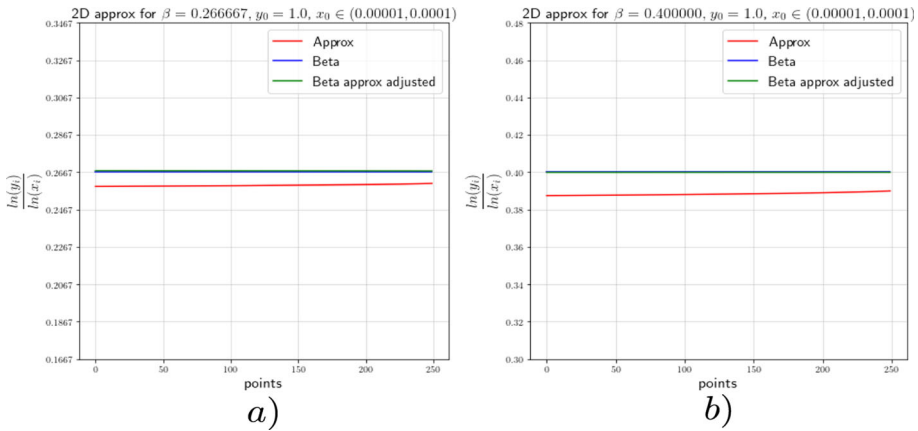 2D approx for β = 0.266667, y₀ = 1.0, x₀ ∈ (0.00001, 0.0001)
0.3467
0.3267
0.3067
0.2867
0.2667
0.2467
0.2267
0.2067
0.1867
0.1667
ln(y_i)/ln(x_i)
Approx
Beta
Beta approx adjusted
0 50 100 150 200 250
points
a)
2D approx for β = 0.400000, y₀ = 1.0, x₀ ∈ (0.00001, 0.0001)
0.48
0.46
0.44
0.42
0.40
0.38
0.36
0.34
0.32
0.30
ln(y_i)/ln(x_i)
Approx
Beta
Beta approx adjusted
0 50 100 150 200 250
points
b)